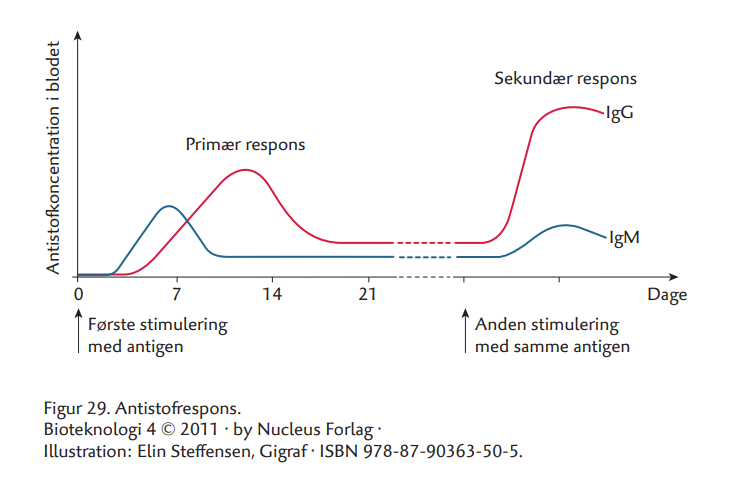 Antistofkoncentration i blodet
Sekundær respons
IgG
Primær respons
IgM
0
7
14
21
Dage
Første stimulering
med antigen
Anden stimulering
med samme antigen
Figur 29. Antistofrespons.
Bioteknologi 4 © 2011 · by Nucleus Forlag ·
Illustration: Elin Steffensen, Gigraf · ISBN 978-87-90363-50-5.